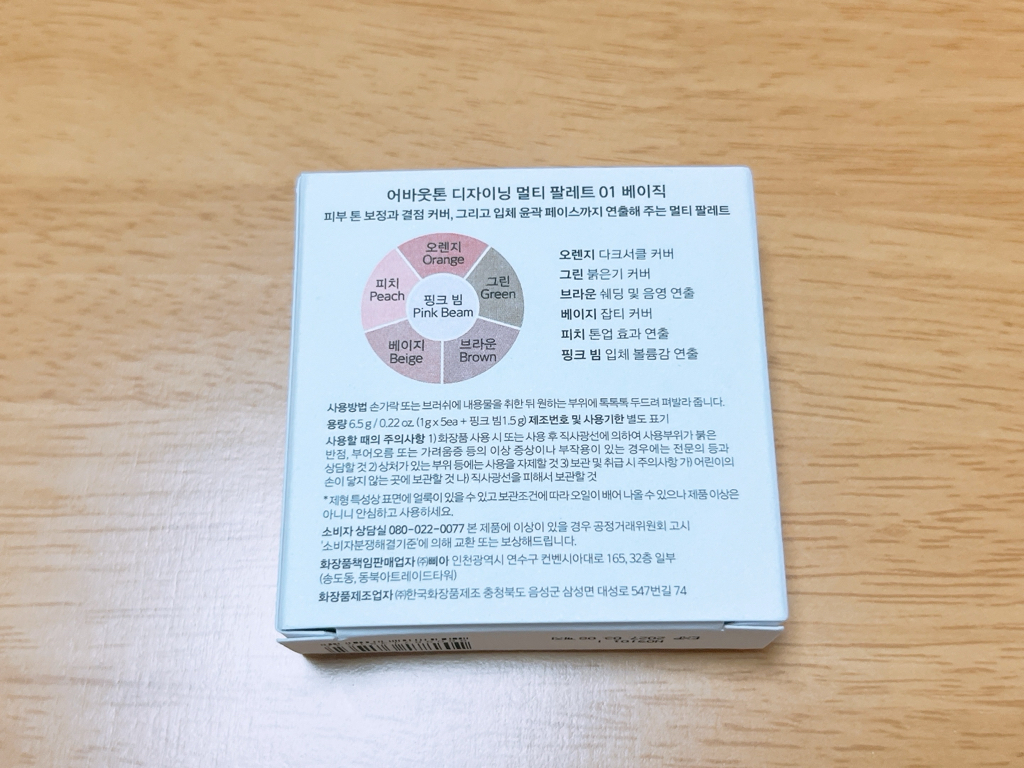 어바웃톤 디자이닝 멀티 팔레트 01 베이직
피부 톤 보정과 결점 커버, 그리고 입체 윤곽 페이스까지 연출해 주는 멀티 팔레트
오렌지
Orange
피치
Peach
그린
Green
핑크 빔
Pink Beam
베이지
Beige
브라운
Brown
오렌지 다크서클 커버
그린 붉은기 커버
브라운 쉐딩 및 음영 연출
베이지 잡티 커버
피치 톤업 효과 연출
핑크 빔 입체 볼륨감 연출
사용방법 손가락 또는 브러쉬에 내용물을 취한 뒤 원하는 부위에 톡톡톡 두드려 펴발라 줍니다.
용량 6.5 g / 0.22 oz. (1g x 5ea + 핑크 빔1.5 g) 제조번호 및 사용기한 별도 표기
사용할 때의 주의사항 1) 화장품 사용 시 또는 사용 후 직사광선에 의하여 사용부위가 붉은
반점, 부어오름 또는 가려움증 등의 이상 증상이나 부작용이 있는 경우에는 전문의 등과
상담할 것 2) 상처가 있는 부위 등에는 사용을 자제할 것 3) 보관 및 취급 시 주의사항 가) 어린이의
손이 닿지 않는 곳에 보관할 것 나) 직사광선을 피해서 보관할 것
* 제형 특성상 표면에 얼룩이 있을 수 있고 보관조건에 따라 오일이 배어 나올 수 있으나 제품 이상은
아니니 안심하고 사용하세요.
소비자 상담실 080-022-0077 본 제품에 이상이 있을 경우 공정거래위원회 고시
'소비자분쟁해결기준'에 의해 교환 또는 보상해드립니다.
화장품책임판매업자 ㈜삐아 인천광역시 연수구 컨벤시아대로 165, 32층 일부
(송도동, 동북아트레이드타워)
화장품제조업자 ㈜한국화장품제조 충청북도 음성군 삼성면 대성로 547번길 74